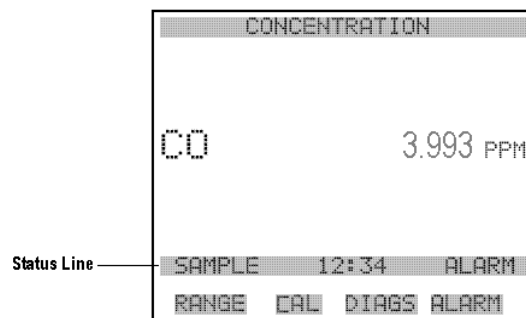 CONCENTRATION
CO 3.993 PPM
Status Line
SAMPLE 12:34 ALARM
RANGE CAL DIAGS ALARM